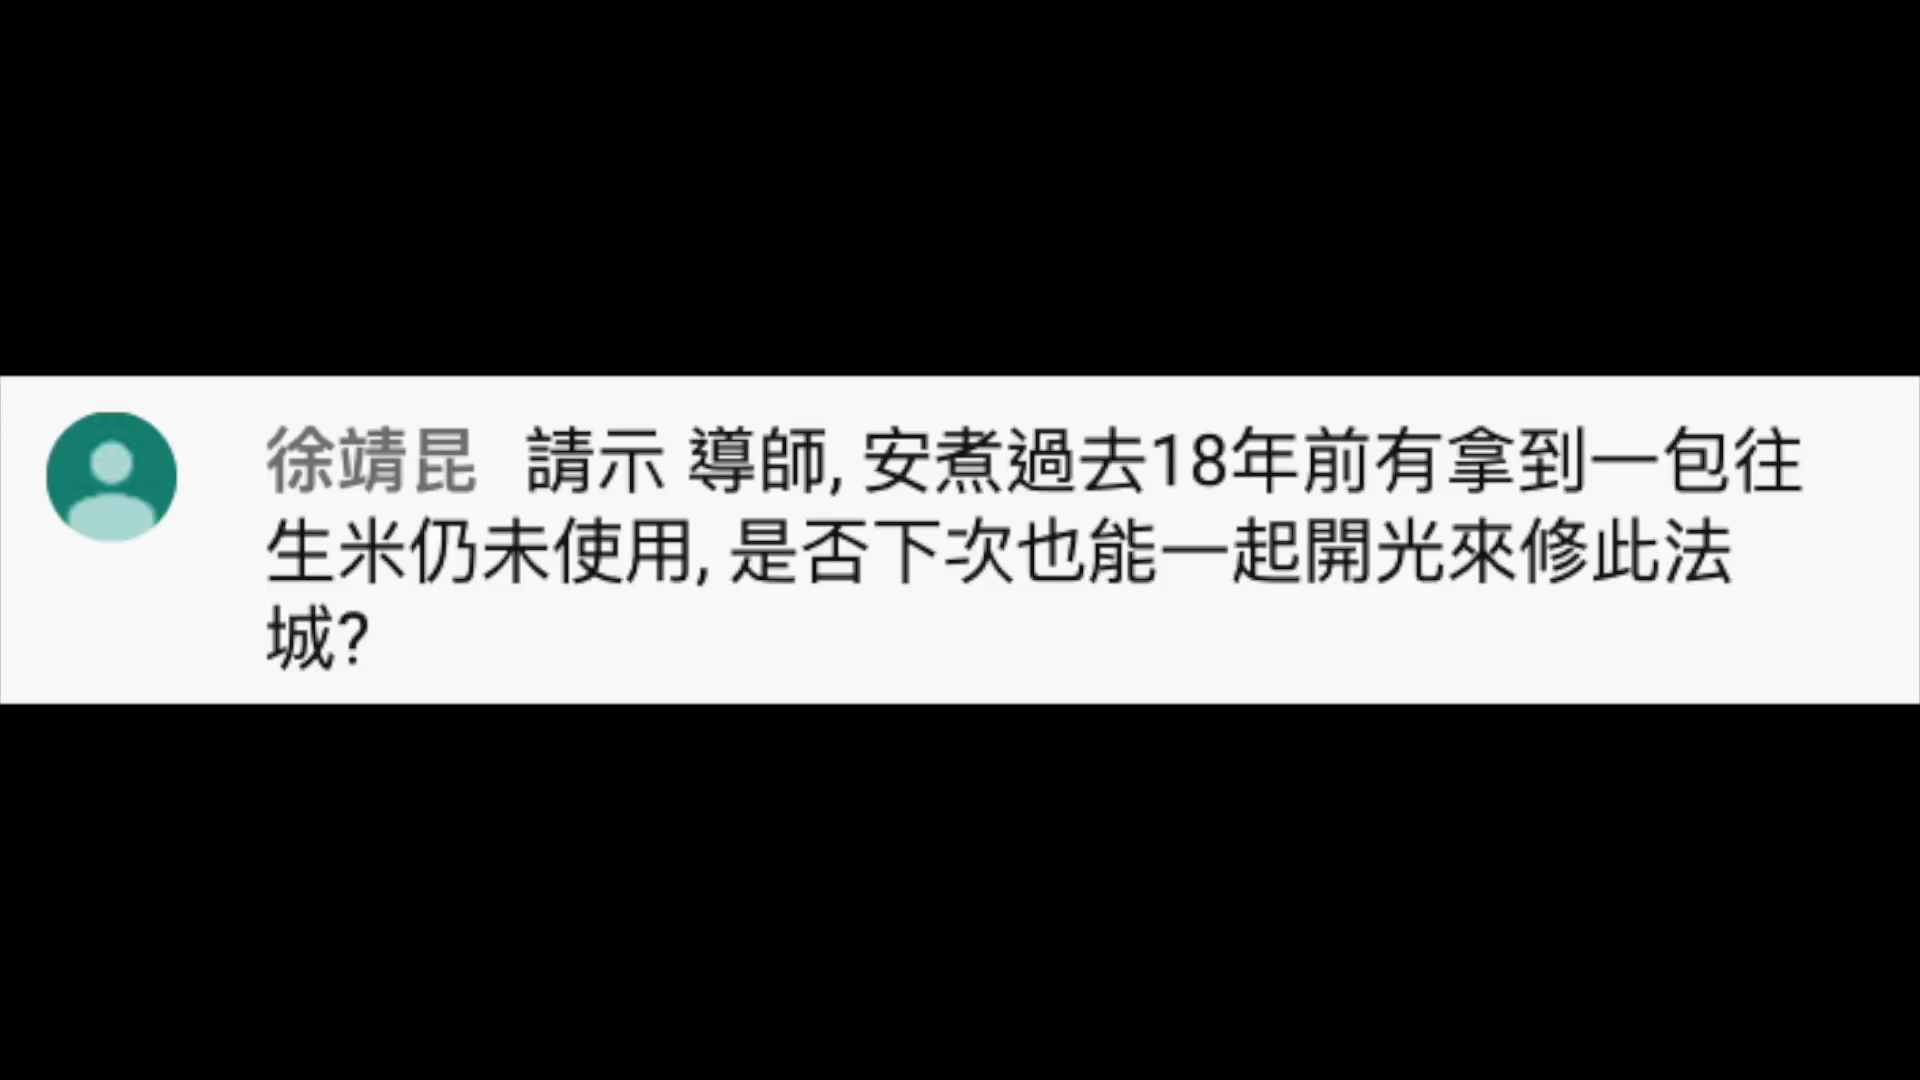 徐靖昆 請示 導師, 安煮過去18年前有拿到一包往
生米仍未使用, 是否下次也能一起開光來修此法
城?